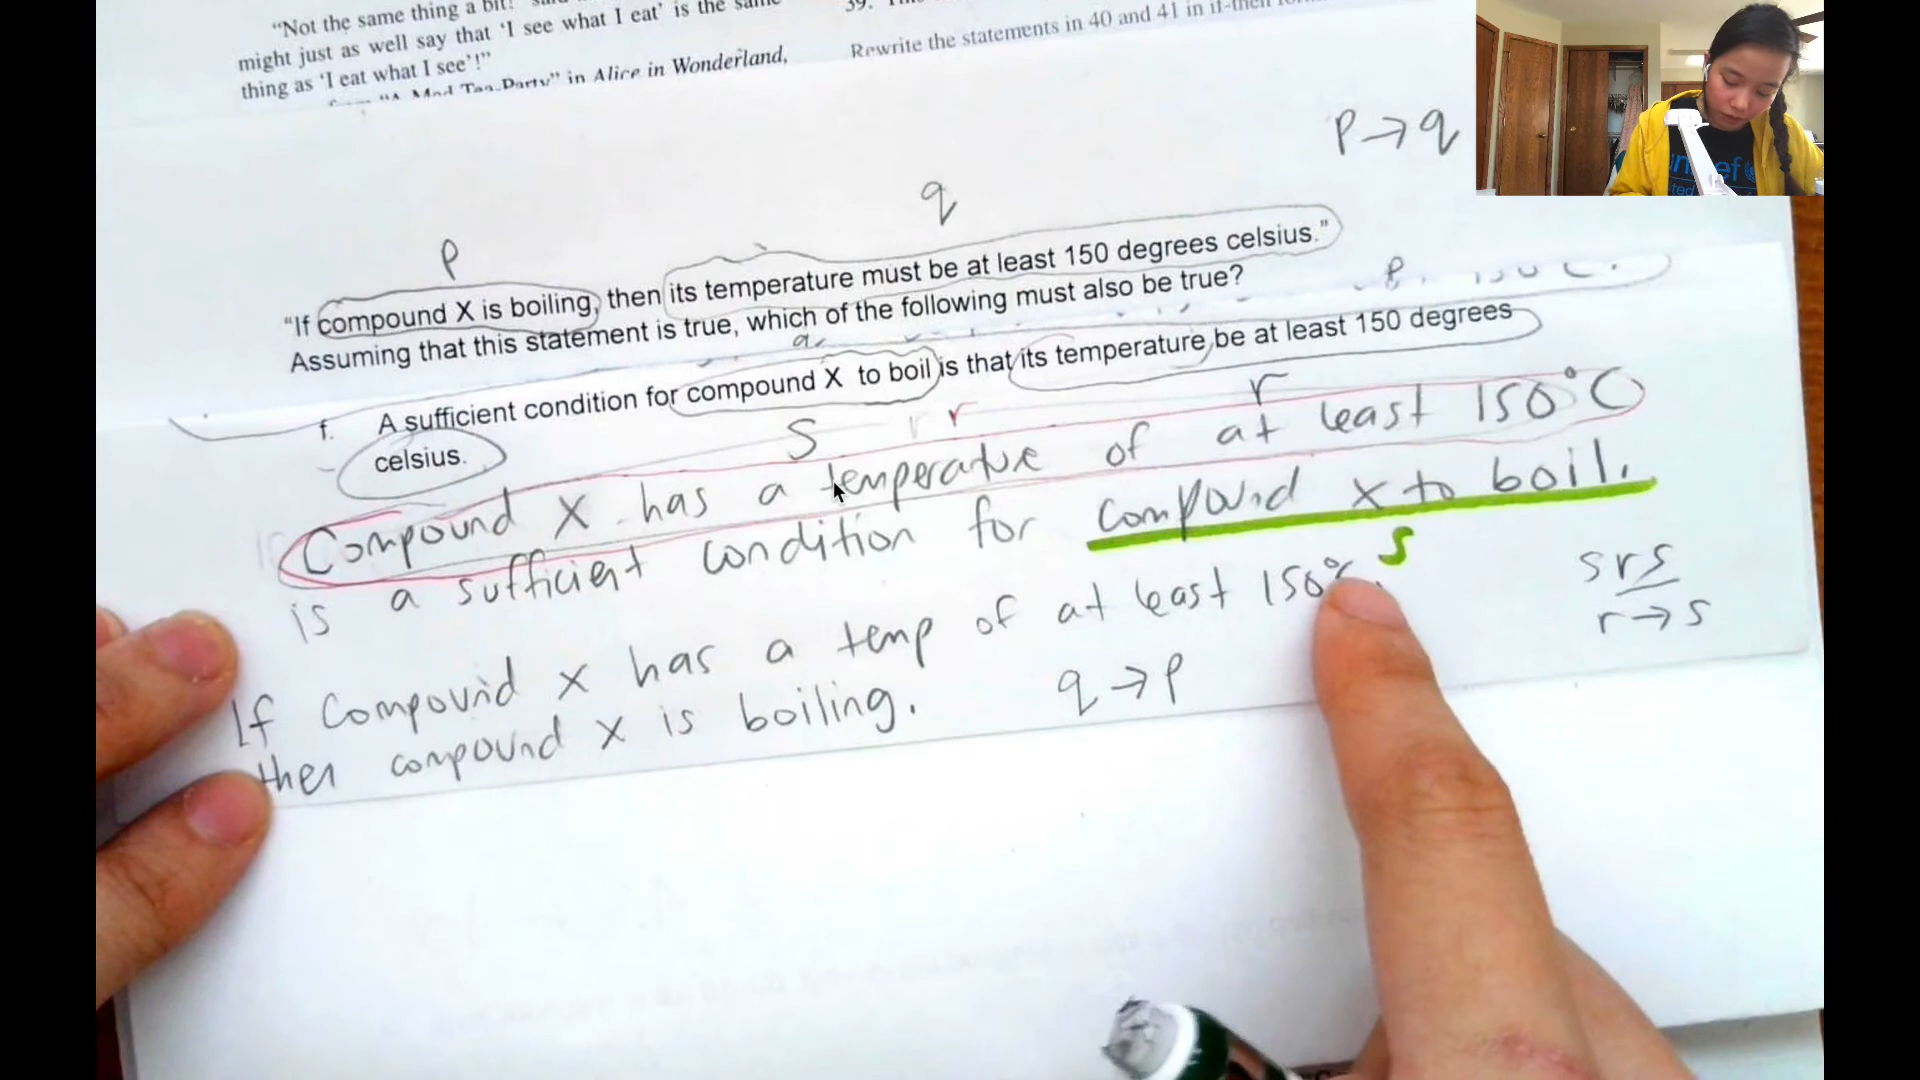 "Not the same thing a bit!"
might just as well say that 'I see what I eat' is the same
thing as 'I eat what I see'!"
"A Mad Tea-Party" in Alice in Wonderland,
39.
Rewrite the statements in 40 and 41 in if-then
p→q
q
p
"If compound X is boiling, then its temperature must be at least 150 degrees celsius."
Assuming that this statement is true, which of the following must also be true?
f. A sufficient condition for compound X to boil is that its temperature be at least 150 degrees
celsius.
s r r
Compound X has a temperature of at least 150°C
is a sufficient condition for compound x to boil.
s
If compound x has a temp of at least 150°C,
then compound x is boiling. q→p
s r s
r→s
unicef